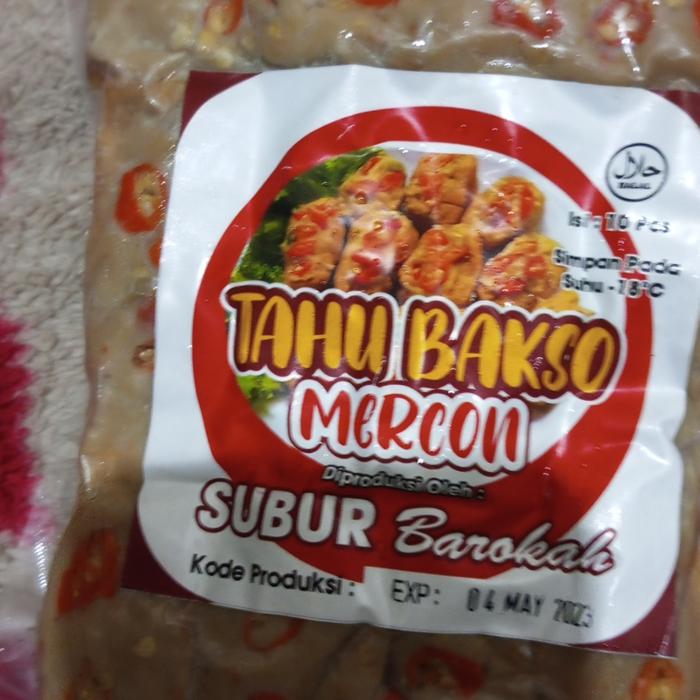 حلال
HALAL
Isi : 10 Pcs
Simpan Pada
Suhu -18°C
TAHU BAKSO
MERCON
Diproduksi Oleh :
SUBUR Barokah
Kode Produksi : EXP: 04 MAY 2023